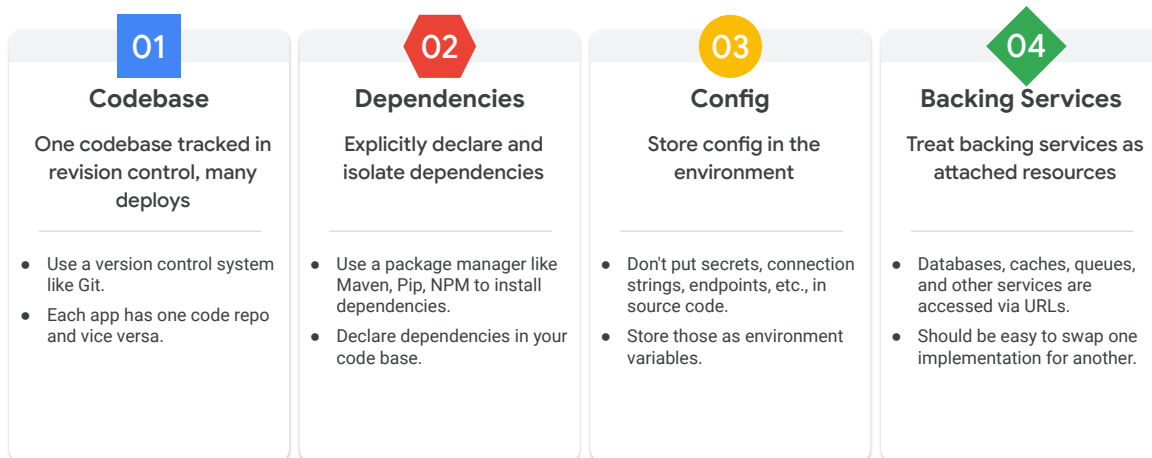 01
Codebase
One codebase tracked in
revision control, many
deploys
● Use a version control system
like Git.
● Each app has one code repo
and vice versa.
02
Dependencies
Explicitly declare and
isolate dependencies
● Use a package manager like
Maven, Pip, NPM to install
dependencies.
● Declare dependencies in your
code base.
03
Config
Store config in the
environment
● Don't put secrets, connection
strings, endpoints, etc., in
source code.
● Store those as environment
variables.
04
Backing Services
Treat backing services as
attached resources
● Databases, caches, queues,
and other services are
accessed via URLs.
● Should be easy to swap one
implementation for another.